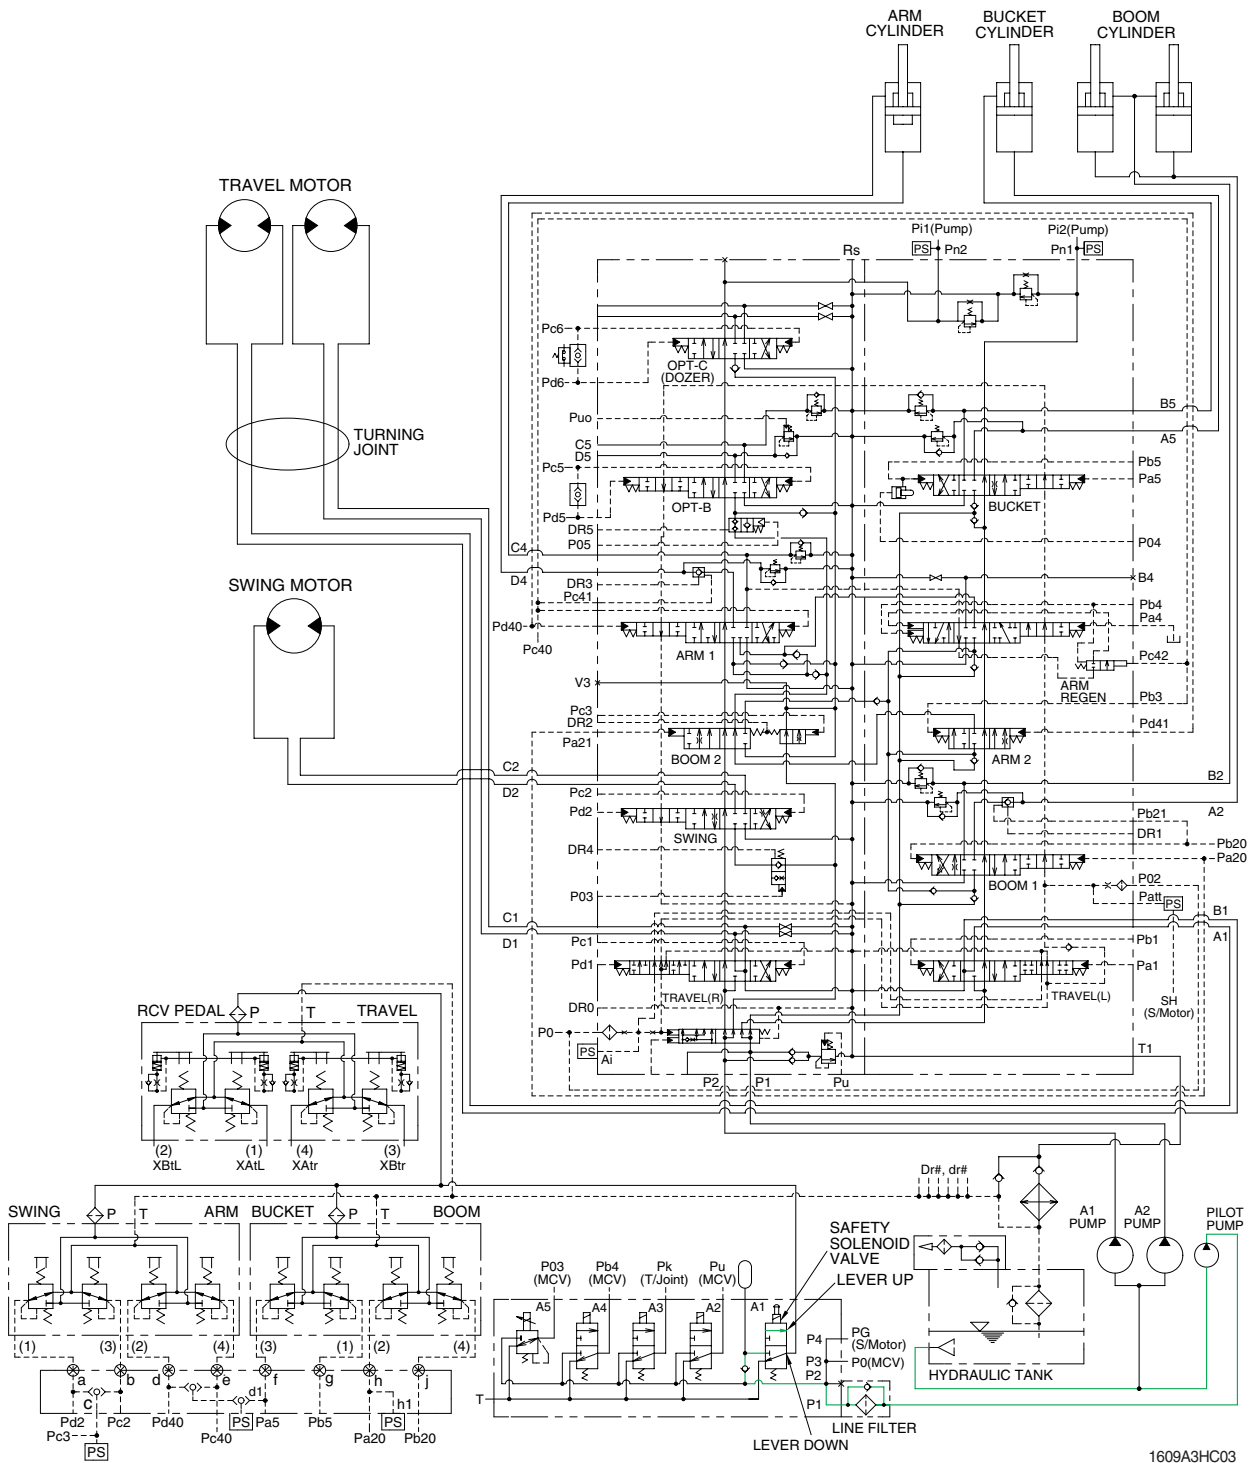 ARM
CYLINDER
BUCKET
CYLINDER
BOOM
CYLINDER
TRAVEL MOTOR
Pi1(Pump)
Pi2(Pump)
PS
Pn2
Rs
Pn1
PS
Pc6
OPT-C
(DOZER)
Pd6
Puo
B5
A5
TURNING
JOINT
C5
D5
Pc5
Pb5
Pa5
OPT-B
BUCKET
Pd5
DR5
P05
P04
C4
D4
DR3
Pc41
B4
SWING MOTOR
Pb4
Pa4
Pd40
Pc40
ARM 1
Pc42
V3
ARM
REGEN
Pb3
Pc3
DR2
Pa21
Pd41
BOOM 2
ARM 2
C2
D2
B2
A2
Pc2
Pd2
SWING
Pb21
DR1
Pb20
Pa20
DR4
BOOM 1
P02
Patt
PS
P03
C1
D1
B1
A1
Pc1
Pb1
Pd1
Pa1
TRAVEL(R)
TRAVEL(L)
SH
(S/Motor)
RCV PEDAL
P
T
TRAVEL
DR0
P0
PS
Ai
T1
P2
P1
Pu
(2)
XBtL
(1)
XAtL
(4)
XAtr
(3)
XBtr
Dr#, dr#
SWING
P
T
ARM
BUCKET
P
T
BOOM
A1
PUMP
A2
PUMP
PILOT
PUMP
SAFETY
SOLENOID
VALVE
LEVER UP
P03
(MCV)
Pb4
(MCV)
Pk
(T/Joint)
Pu
(MCV)
A5
A4
A3
A2
A1
P4
PG
(S/Motor)
P3
P0(MCV)
P2
P1
(1)
(3)
(2)
(4)
(3)
(1)
(2)
(4)
a
b
d
e
f
g
h
j
c
d1
h1
Pd2
Pc2
Pd40
PS
Pa5
Pb5
PS
Pc3
PS
Pc40
Pa20
Pb20
T
HYDRAULIC TANK
LINE FILTER
LEVER DOWN
1609A3HC03